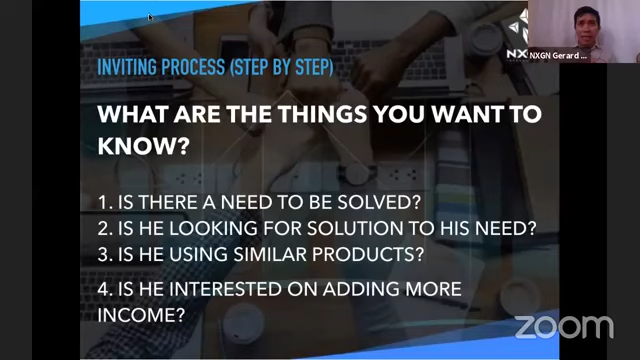 NXGN Gerard ...
NX
INVITING PROCESS (STEP BY STEP)
WHAT ARE THE THINGS YOU WANT TO
KNOW?
1. IS THERE A NEED TO BE SOLVED?
2. IS HE LOOKING FOR SOLUTION TO HIS NEED?
3. IS HE USING SIMILAR PRODUCTS?
4. IS HE INTERESTED ON ADDING MORE
INCOME?
zoom